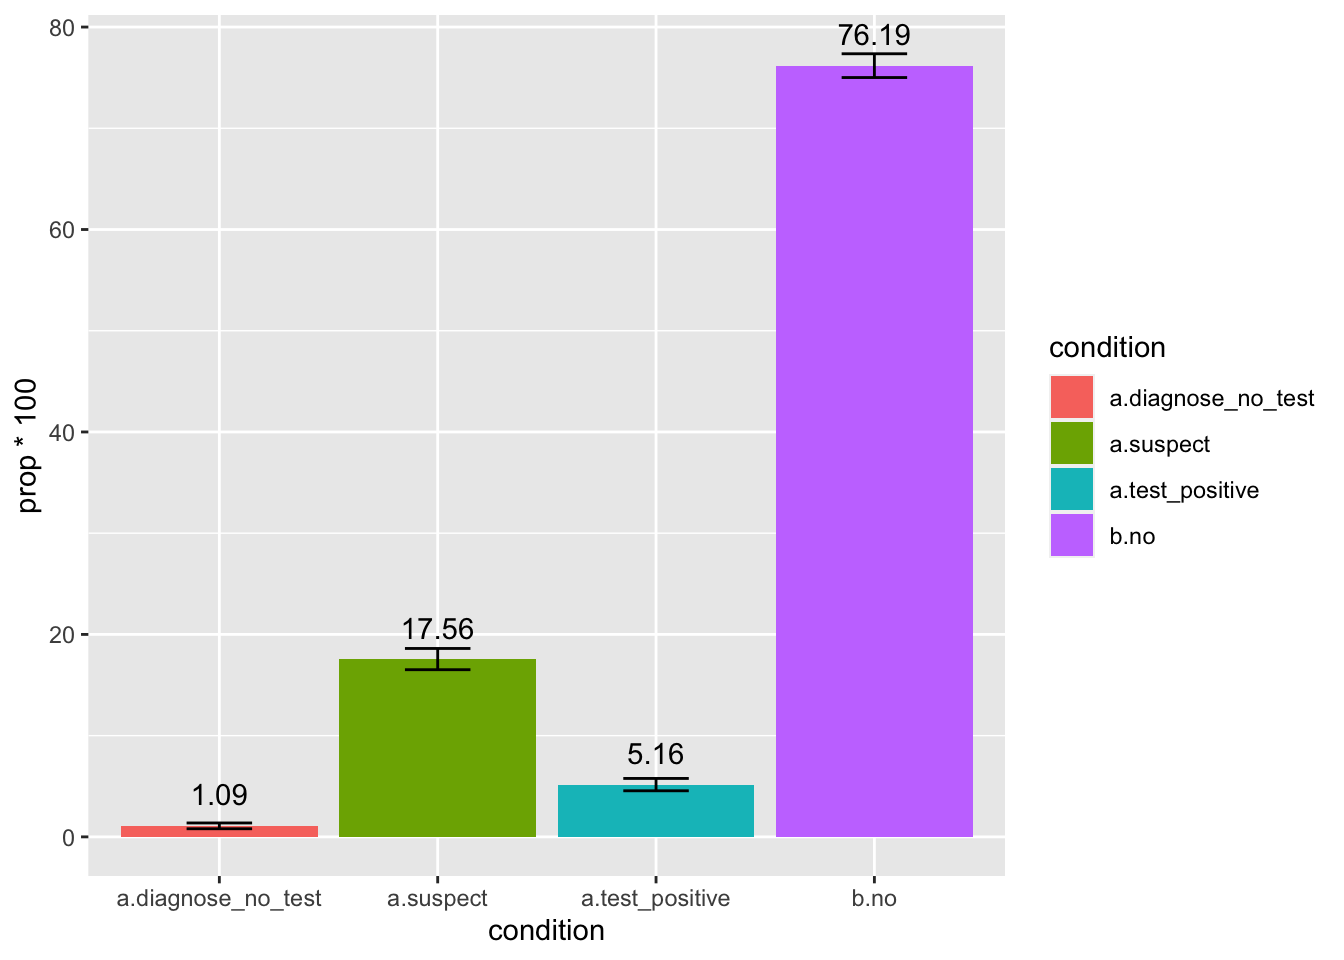 80
60
40
20
0
prop * 100
76.19
17.56
5.16
1.09
a.diagnose_no_test a.suspect a.test_positive b.no
condition
condition
a.diagnose_no_test
a.suspect
a.test_positive
b.no